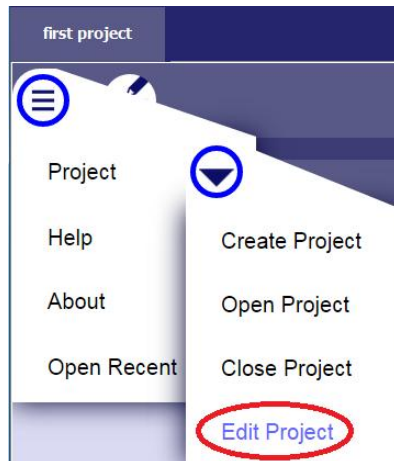 first project
Project
Help
About
Open Recent
Create Project
Open Project
Close Project
Edit Project